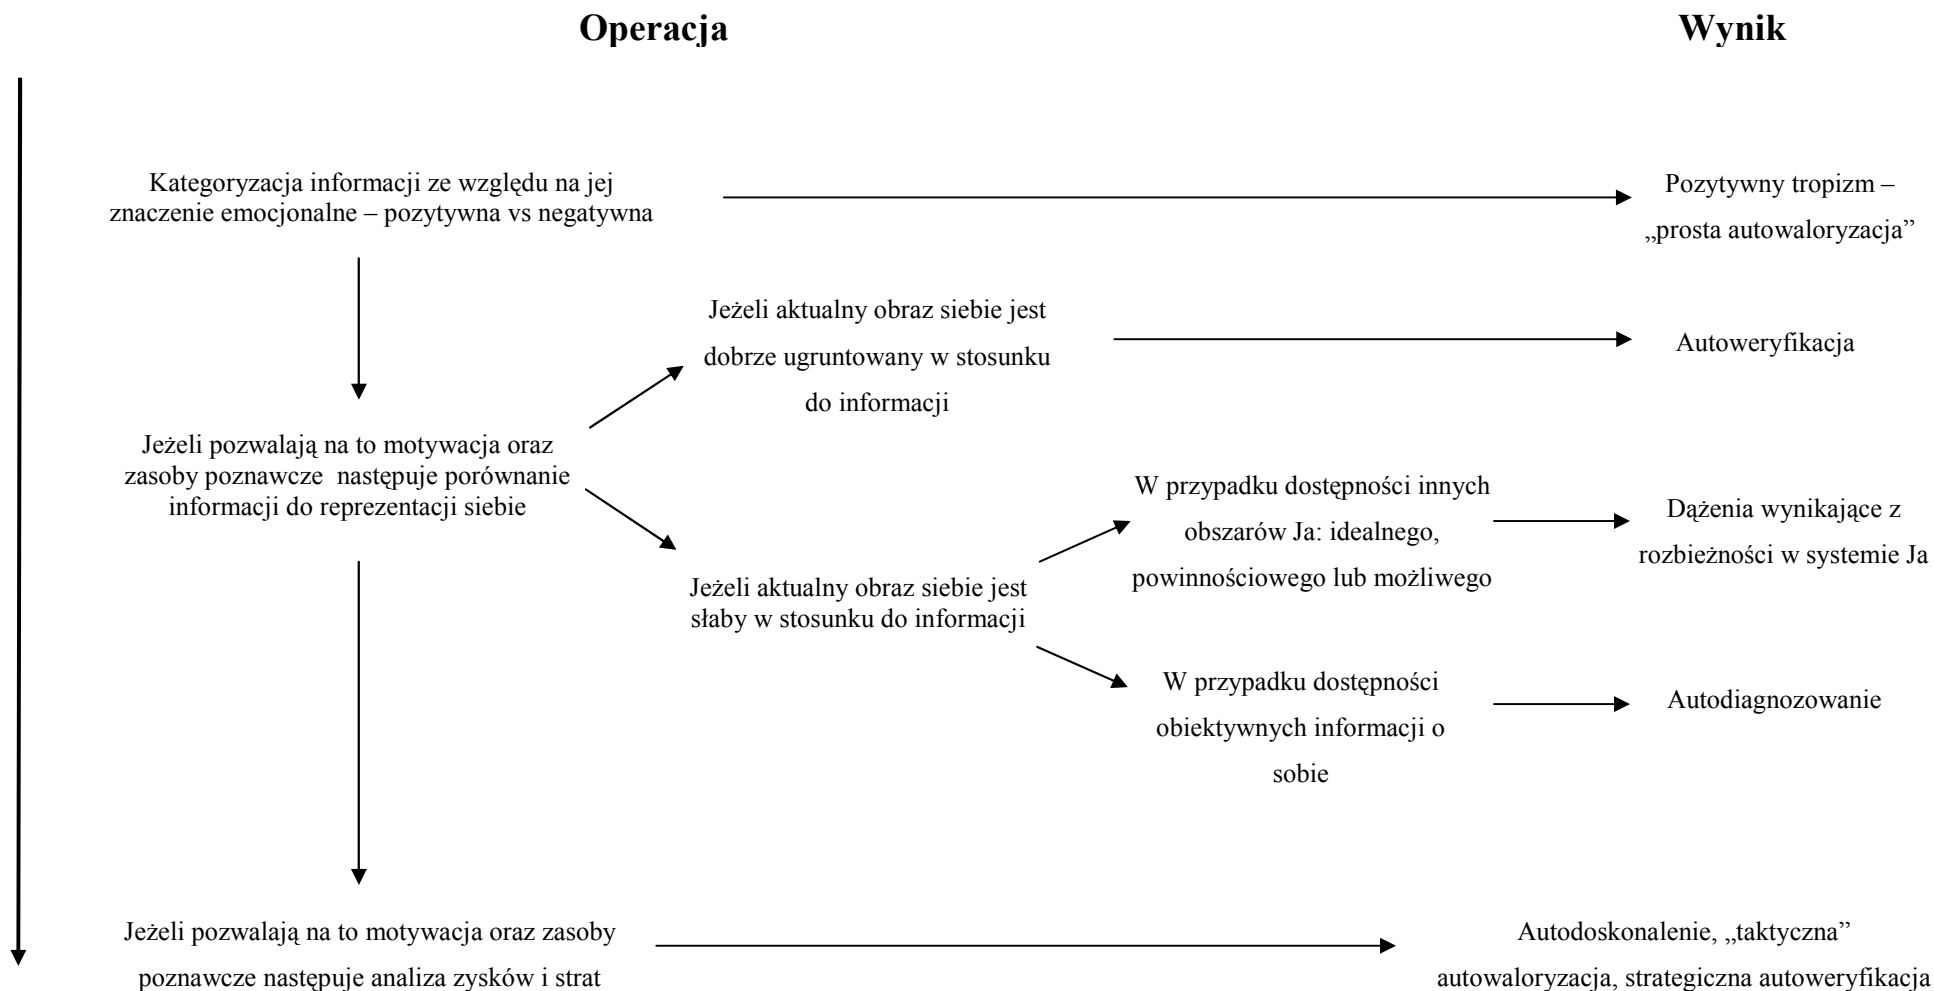 Operacja
Wynik
Kategoryzacja informacji ze względu na jej
znaczenie emocjonalne – pozytywna vs negatywna
Pozytywny tropizm –
„prosta autowaloryzacja”
Jeżeli aktualny obraz siebie jest
dobrze ugruntowany w stosunku
do informacji
Autoweryfikacja
Jeżeli pozwalają na to motywacja oraz
zasoby poznawcze następuje porównanie
informacji do reprezentacji siebie
W przypadku dostępności innych
obszarów Ja: idealnego,
powinnościowego lub możliwego
Dążenia wynikające z
rozbieżności w systemie Ja
Jeżeli aktualny obraz siebie jest
słaby w stosunku do informacji
W przypadku dostępności
obiektywnych informacji o
sobie
Autodiagnozowanie
Jeżeli pozwalają na to motywacja oraz zasoby
poznawcze następuje analiza zysków i strat
Autodoskonalenie, „taktyczna”
autowaloryzacja, strategiczna autoweryfikacja